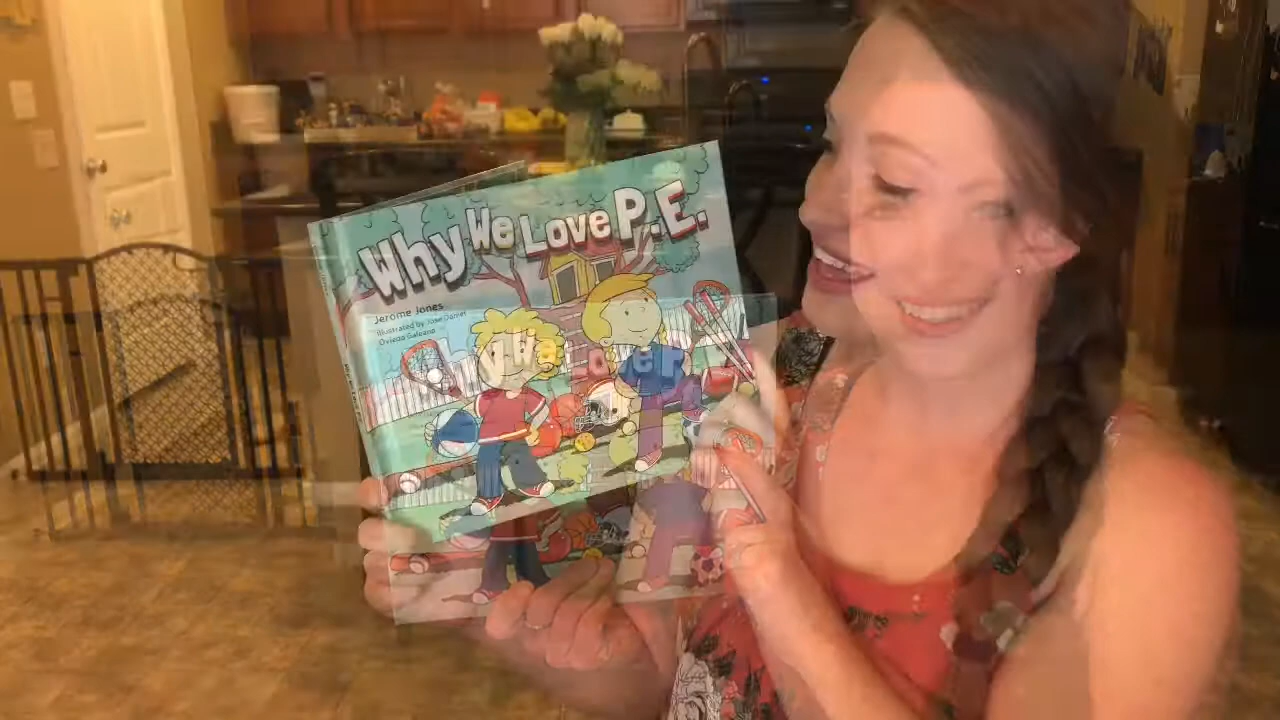 Why We Love P.E.
Jerome Jones
Illustrated by Jose Daniel
Oviedo Galeano